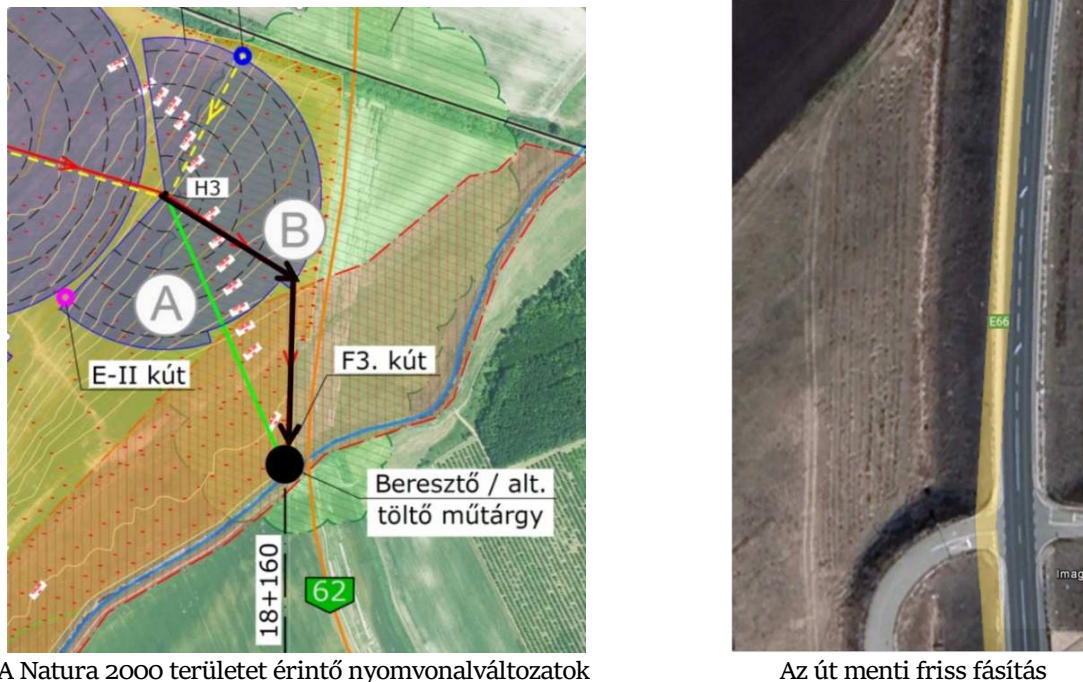 H3
B
A
E-II kút
F3. kút
Beresztő / alt.
töltő műtárgy
18+160
62
A Natura 2000 területet érintő nyomvonalváltozatok
E66
Imag
Az út menti friss fásítás